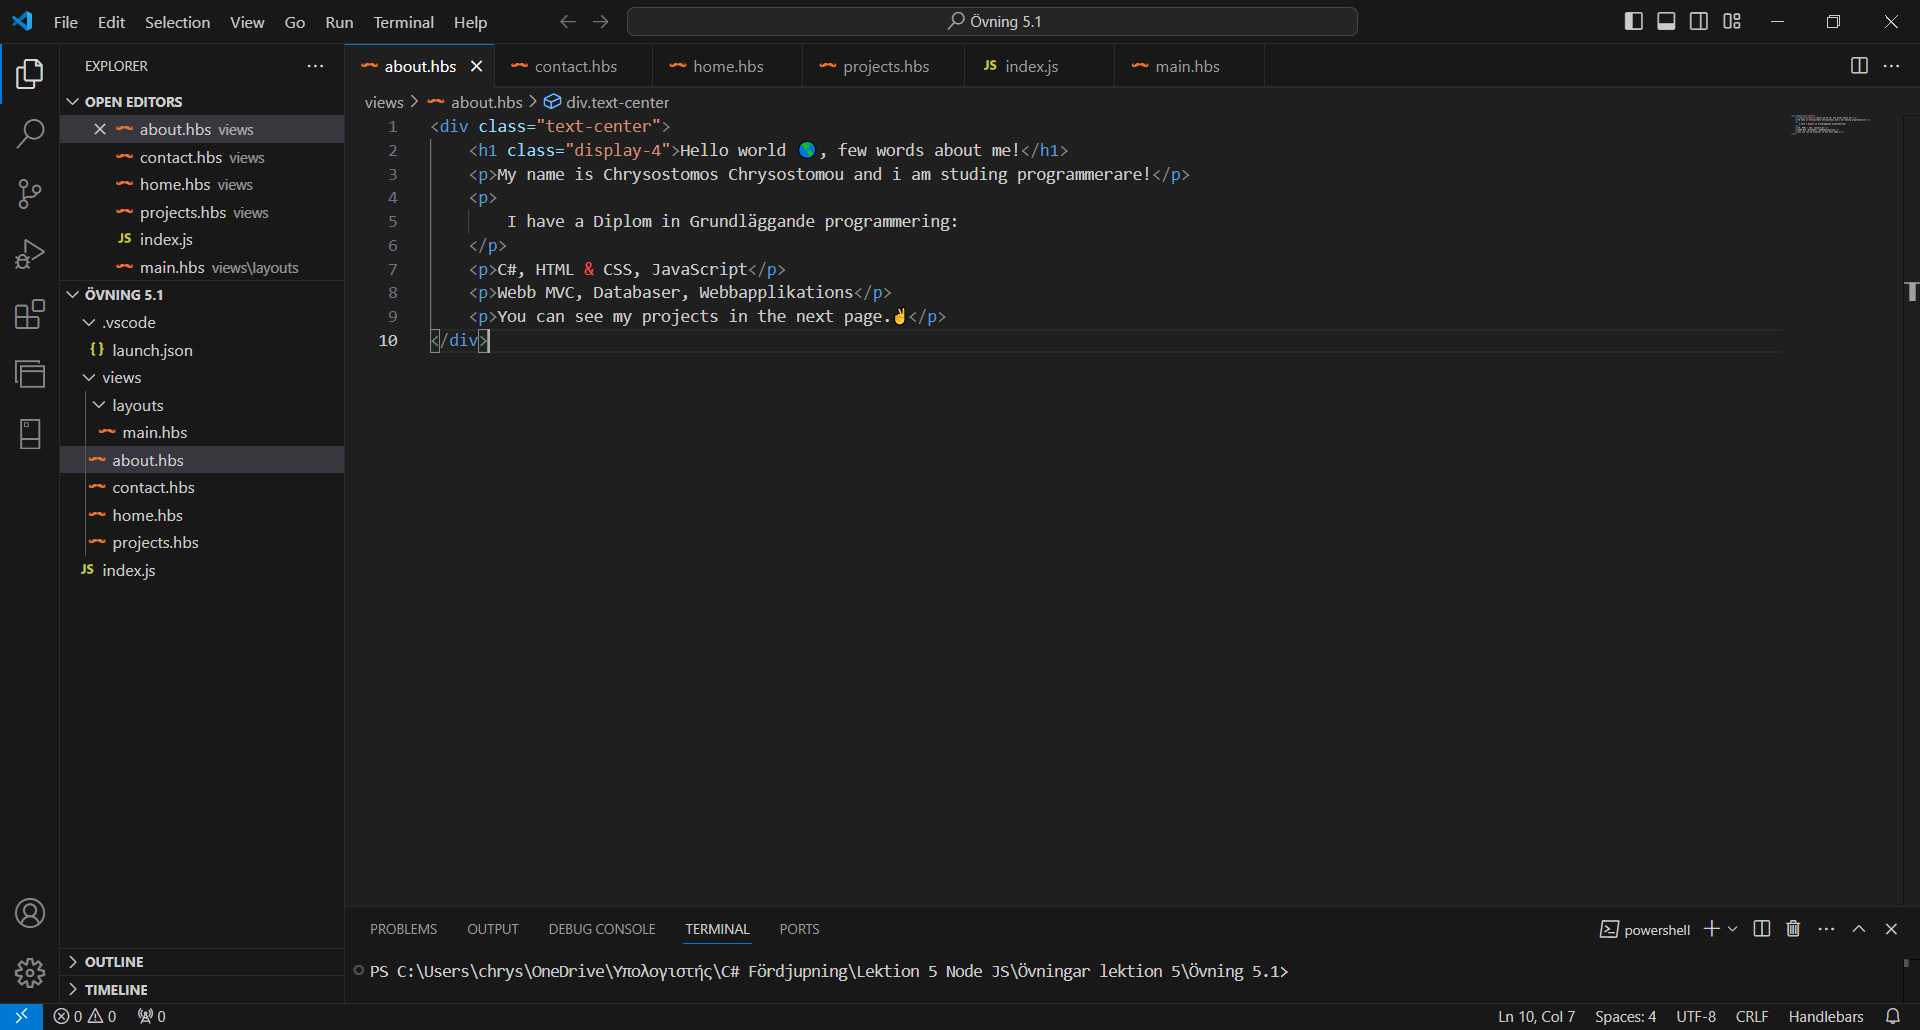 File Edit Selection View Go Run Terminal Help
Övning 5.1
EXPLORER
OPEN EDITORS
about.hbs views
contact.hbs views
home.hbs views
projects.hbs views
JS index.js
main.hbs views\layouts
ÖVNING 5.1
.vscode
{} launch.json
views
layouts
main.hbs
about.hbs
contact.hbs
home.hbs
projects.hbs
JS index.js
OUTLINE
TIMELINE
about.hbs contact.hbs home.hbs projects.hbs JS index.js main.hbs
views > about.hbs > div.text-center
1 <div class="text-center">
2 <h1 class="display-4">Hello world 🌎, few words about me!</h1>
3 <p>My name is Chrysostomos Chrysostomou and i am studing programmerare!</p>
4 <p>
5 I have a Diplom in Grundläggande programmering:
6 </p>
7 <p>C#, HTML & CSS, JavaScript</p>
8 <p>Webb MVC, Databaser, Webbapplikations</p>
9 <p>You can see my projects in the next page.✌</p>
10 </div>
PROBLEMS OUTPUT DEBUG CONSOLE TERMINAL PORTS
powershell
PS C:\Users\chrys\OneDrive\Υπολογιστής\C# Fördjupning\Lektion 5 Node JS\Övningar lektion 5\Övning 5.1>
0 0 0
Ln 10, Col 7 Spaces: 4 UTF-8 CRLF Handlebars